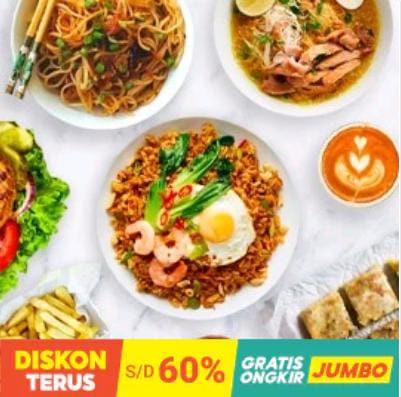 DISKON
TERUS
S/D 60%
GRATIS
ONGKIR
JUMBO